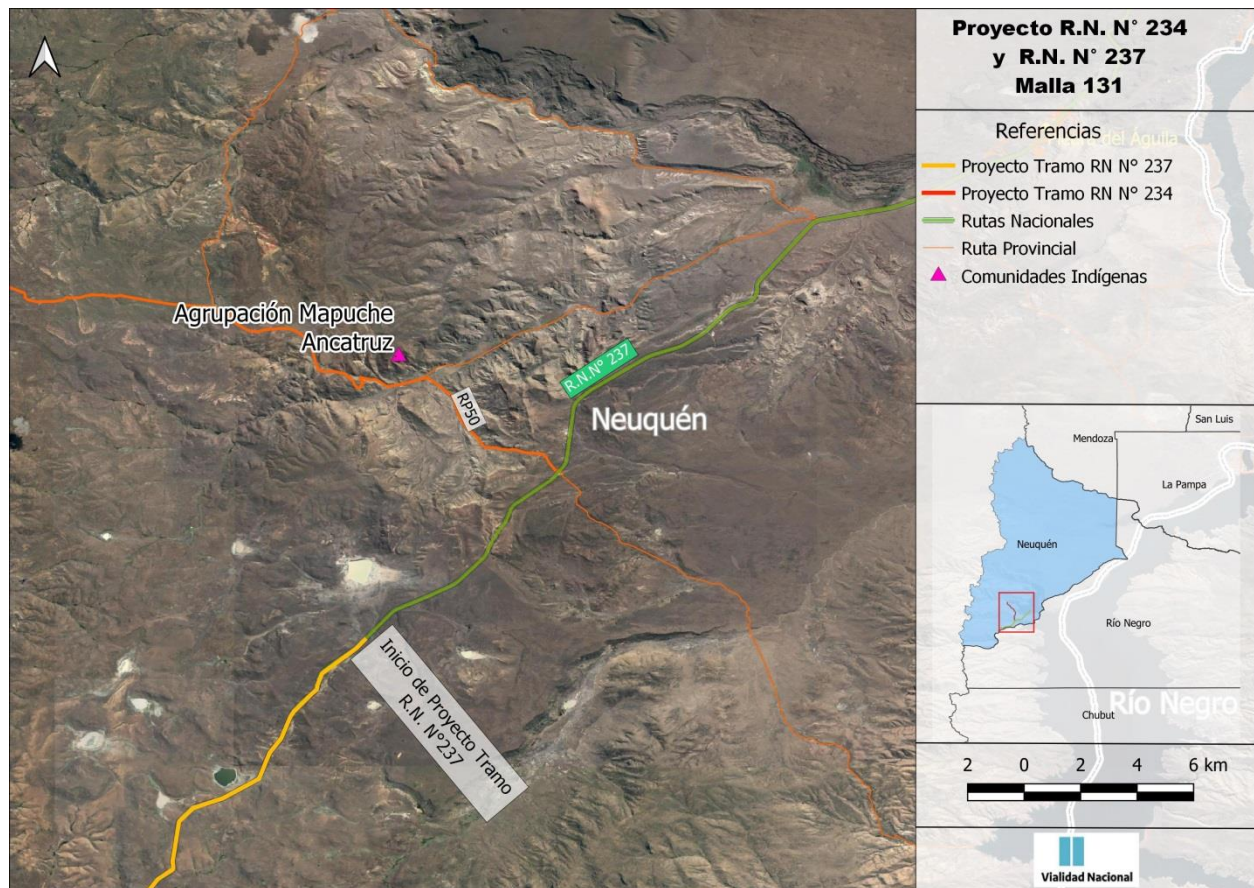 Proyecto R.N. N° 234
y R.N. N° 237
Malla 131
Referencias
Proyecto Tramo RN N° 237
Proyecto Tramo RN N° 234
Rutas Nacionales
Ruta Provincial
Comunidades Indígenas
Agrupación Mapuche
Ancatruz
RP50
R.N.N° 237
Neuquén
Inicio de Proyecto Tramo
R.N. N°237
del Aguila
San Luis
Mendoza
La Pampa
Neuquén
Río Negro
Río Negro
Chubut
2 0 2 4 6 km
Vialidad Nacional